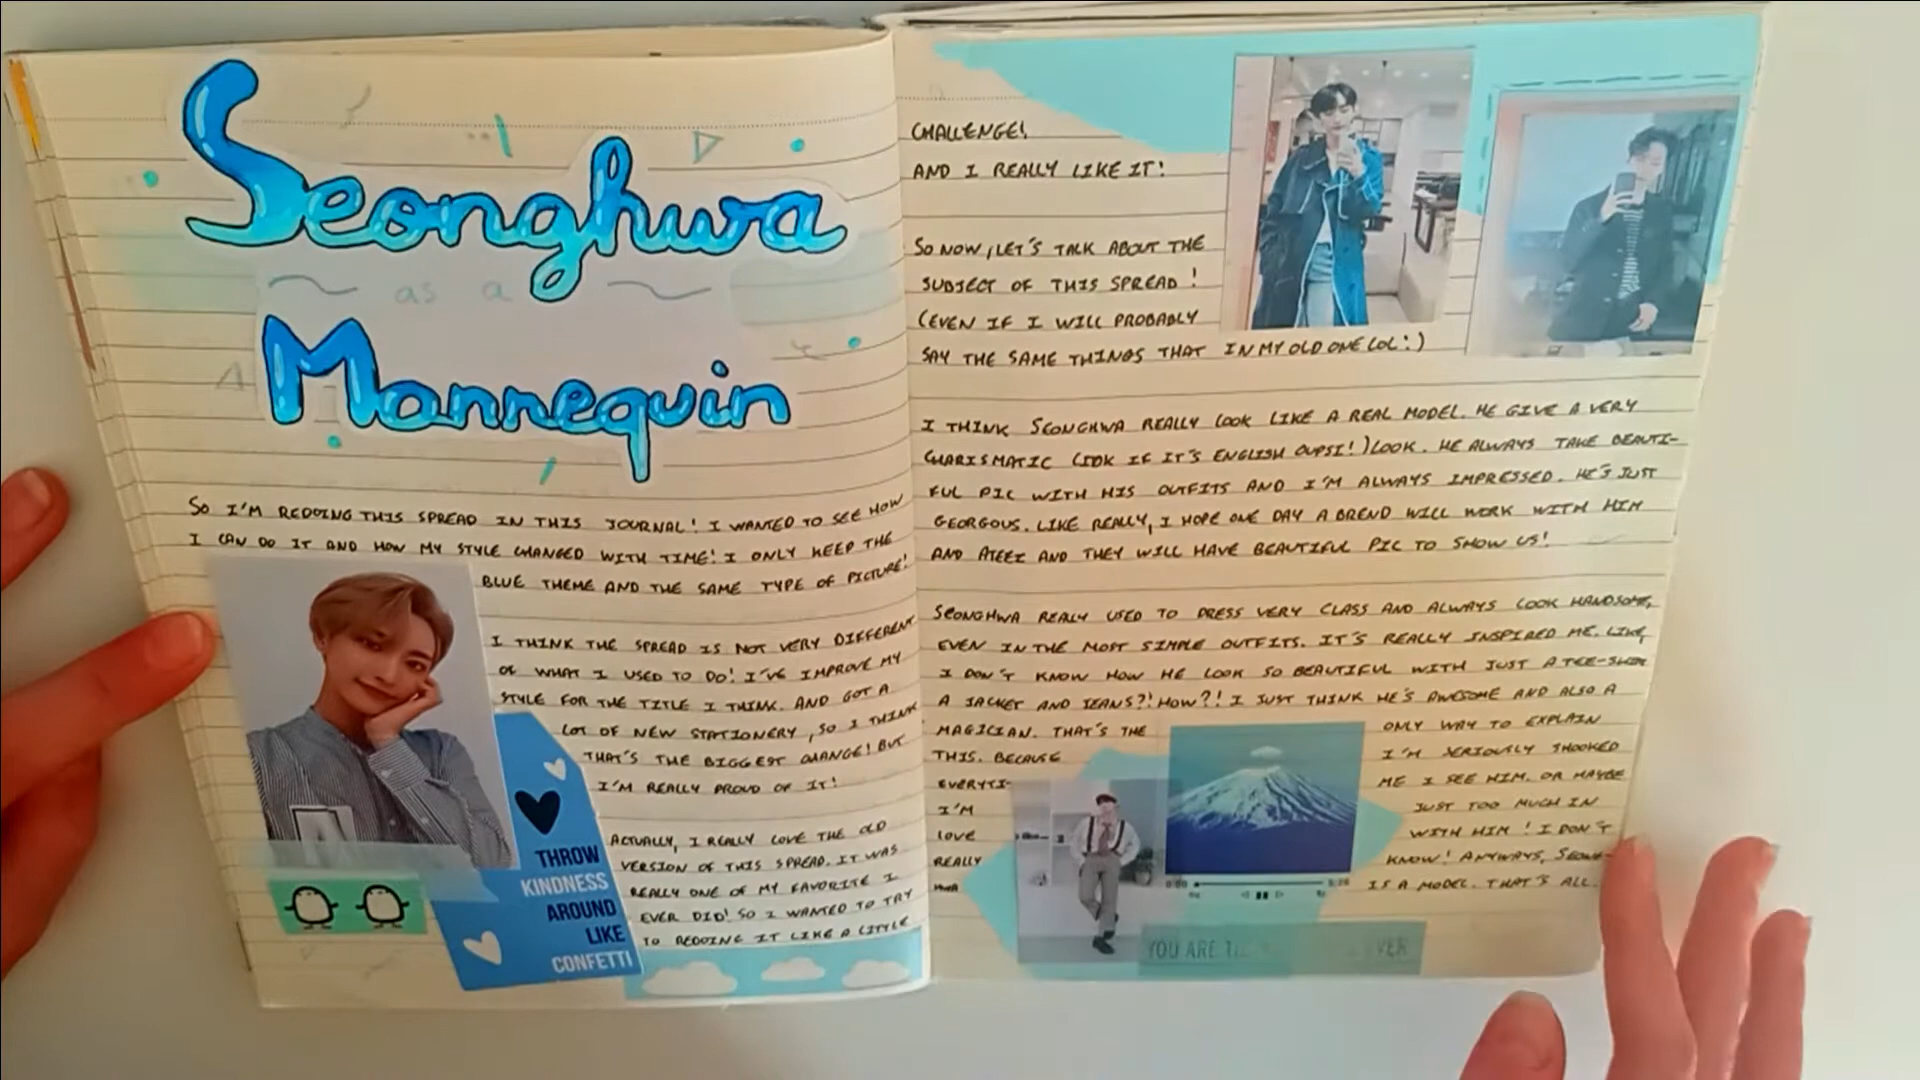 Seonghwa
as a
Mannequin
SO I'M REDOING THIS SPREAD IN THIS JOURNAL! I WANTED TO SEE HOW
I CAN DO IT AND HOW MY STYLE CHANGED WITH TIME! I ONLY KEEP THE
BLUE THEME AND THE SAME TYPE OF PICTURE!
I THINK THE SPREAD IS NOT VERY DIFFERENT
OF WHAT I USED TO DO! I'VE IMPROVE MY
STYLE FOR THE TITLE I THINK. AND GOT A
LOT OF NEW STATIONERY, SO I THINK
THAT'S THE BIGGEST CHANGE! BUT
I'M REALLY PROUD OF IT!
ACTUALLY, I REALLY LOVE THE OLD
VERSION OF THIS SPREAD. IT WAS
REALLY ONE OF MY FAVORITE I
EVER DID! SO I WANTED TO TRY
TO REDOING IT LIKE A LITTLE
THROW
KINDNESS
AROUND
LIKE
CONFETTI
CHALLENGE!
AND I REALLY LIKE IT!
SO NOW, LET'S TALK ABOUT THE
SUBJECT OF THIS SPREAD!
(EVEN IF I WILL PROBABLY
SAY THE SAME THINGS THAT IN MY OLD ONE LOL!)
I THINK SEONGHWA REALLY LOOK LIKE A REAL MODEL. HE GIVE A VERY
CHARISMATIC (IDK IF IT'S ENGLISH OUPSI!) LOOK. HE ALWAYS TAKE BEAUTI-
FUL PIC WITH HIS OUTFITS AND I'M ALWAYS IMPRESSED. HE'S JUST
GEORGOUS. LIKE REALLY, I HOPE ONE DAY A BREND WILL WORK WITH HIM
AND ATEEZ AND THEY WILL HAVE BEAUTIFUL PIC TO SHOW US!
SEONGHWA REALLY USED TO DRESS VERY CLASS AND ALWAYS LOOK HANDSOME,
EVEN IN THE MOST SIMPLE OUTFITS. IT'S REALLY INSPIRED ME. LIKE,
I DON'T KNOW HOW HE LOOK SO BEAUTIFUL WITH JUST A TEE-SHIRT
A JACKET AND JEANS?! HOW?! I JUST THINK HE'S AWESOME AND ALSO A
MAGICIAN. THAT'S THE ONLY WAY TO EXPLAIN
THIS. BECAUSE I'M SERIOUSLY SHOOKED
EVERYTI- ME I SEE HIM. OR MAYBE
I'M JUST TOO MUCH IN
LOVE WITH HIM! I DON'T
REALLY KNOW! ANYWAYS, SEONG-
HWA IS A MODEL. THAT'S ALL.
0:00
YOU ARE